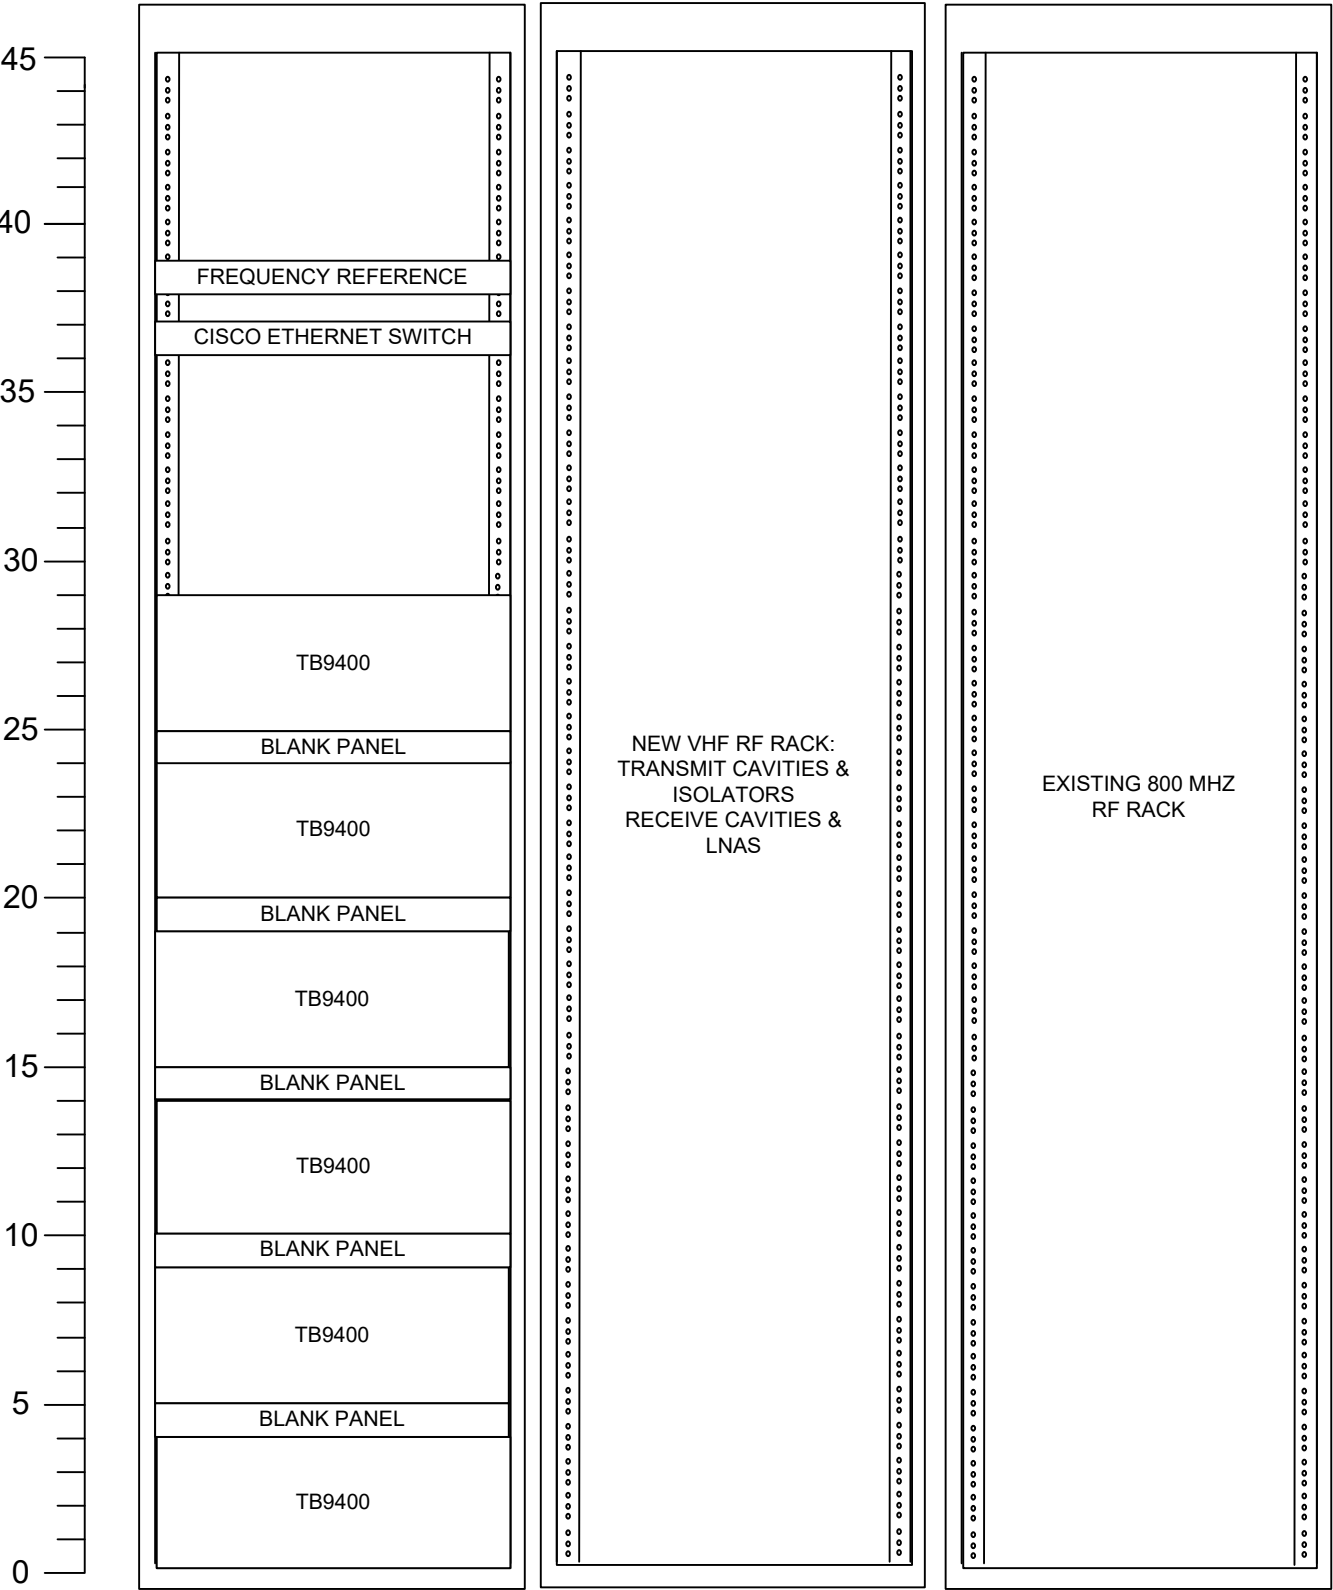 45
40
35
30
25
20
15
10
5
0
FREQUENCY REFERENCE
CISCO ETHERNET SWITCH
TB9400
BLANK PANEL
TB9400
BLANK PANEL
TB9400
BLANK PANEL
TB9400
BLANK PANEL
TB9400
BLANK PANEL
TB9400
NEW VHF RF RACK:
TRANSMIT CAVITIES &
ISOLATORS
RECEIVE CAVITIES &
LNAS
EXISTING 800 MHZ
RF RACK